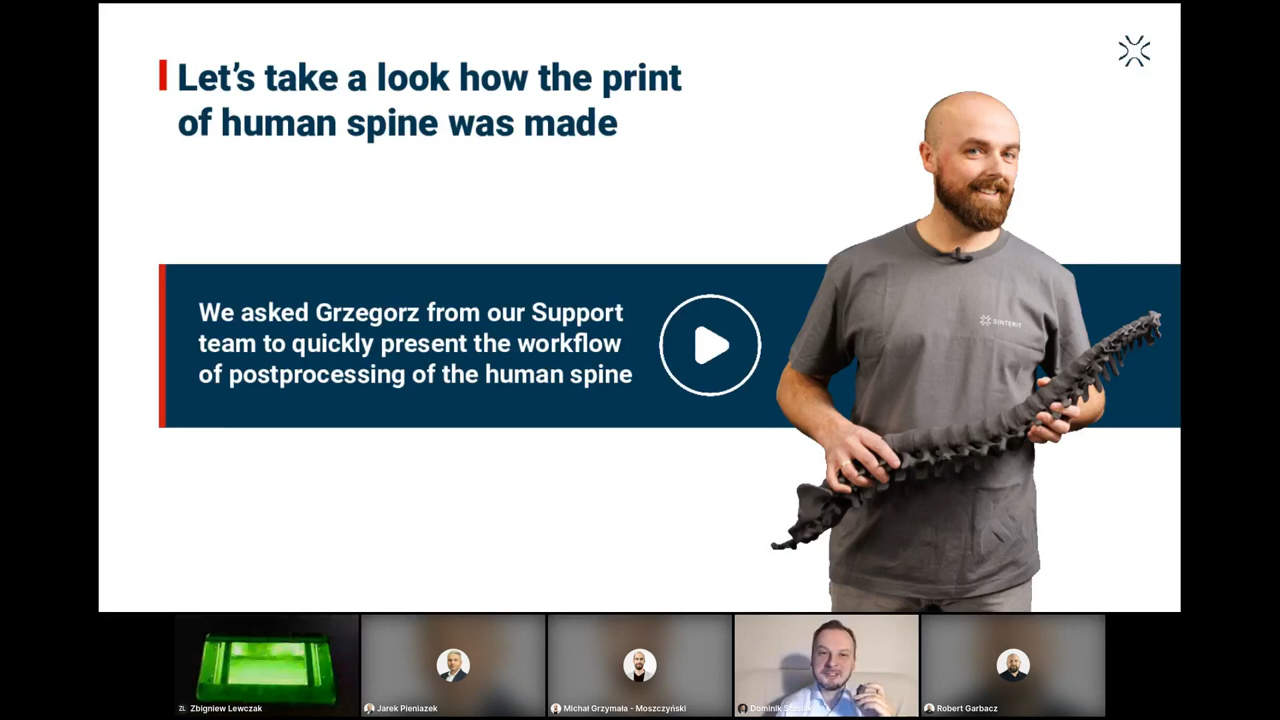 Let's take a look how the print
of human spine was made
We asked Grzegorz from our Support
team to quickly present the workflow
of postprocessing of the human spine
SINTERIT
ZL Zbigniew Lewczak
Jarek Pieniazek
Michał Grzymała - Moszczyński
Dominik
Robert Garbacz